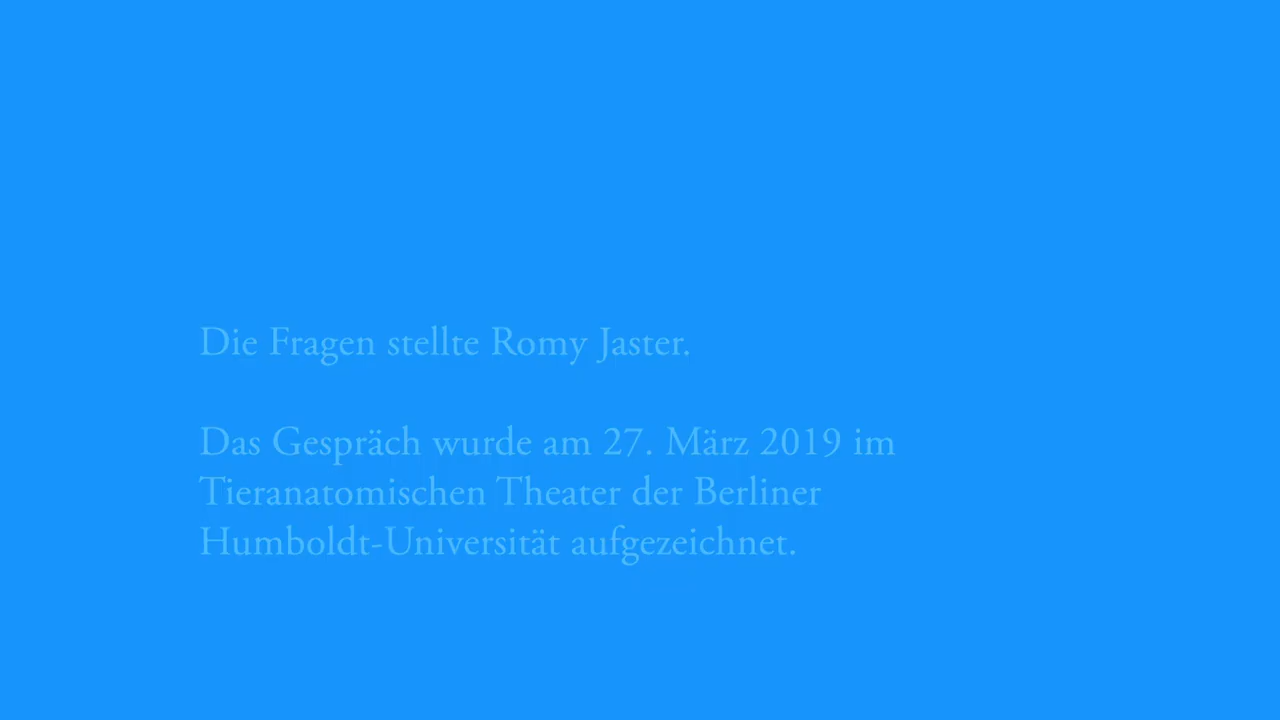 Die Fragen stellte Romy Jaster.
Das Gespräch wurde am 27. März 2019 im
Tieranatomischen Theater der Berliner
Humboldt-Universität aufgezeichnet.